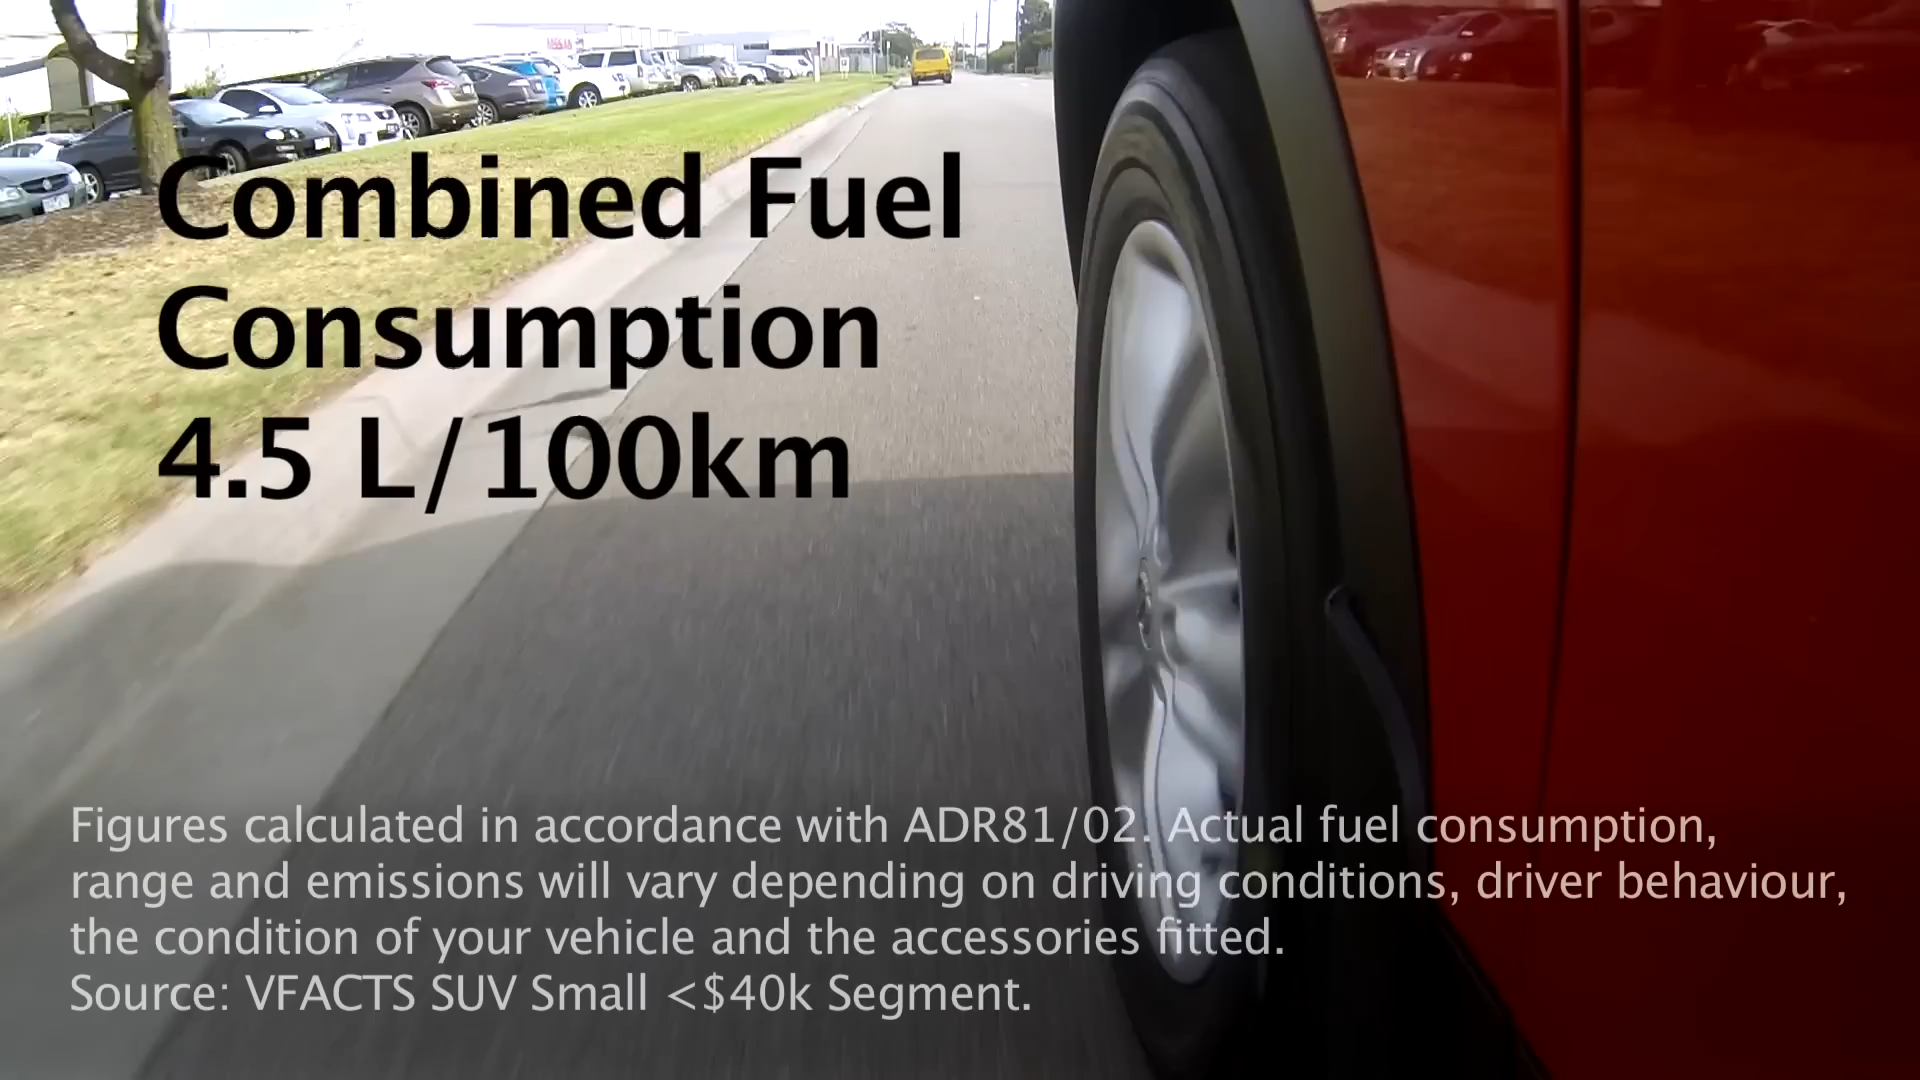 Combined Fuel
Consumption
4.5 L/100km
Figures calculated in accordance with ADR81/02. Actual fuel consumption,
range and emissions will vary depending on driving conditions, driver behaviour,
the condition of your vehicle and the accessories fitted.
Source: VFACTS SUV Small <$40k Segment.